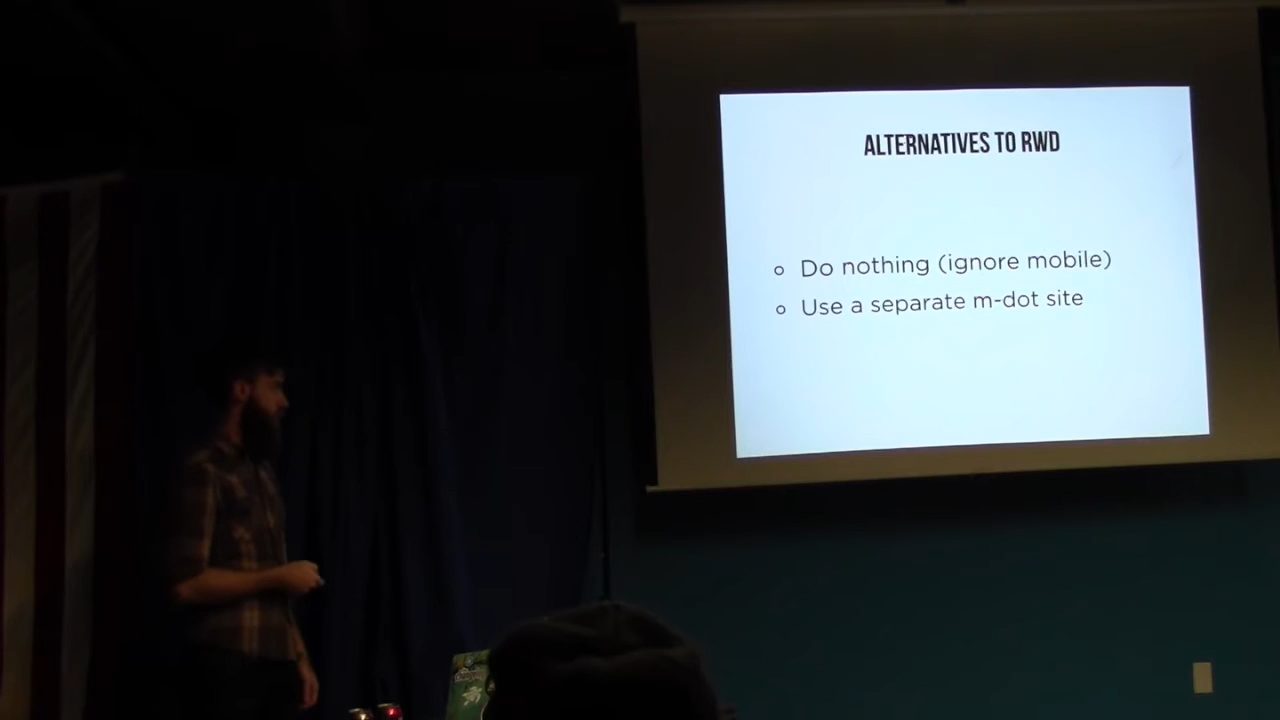 ALTERNATIVES TO RWD
Do nothing (ignore mobile)
Use a separate m-dot site